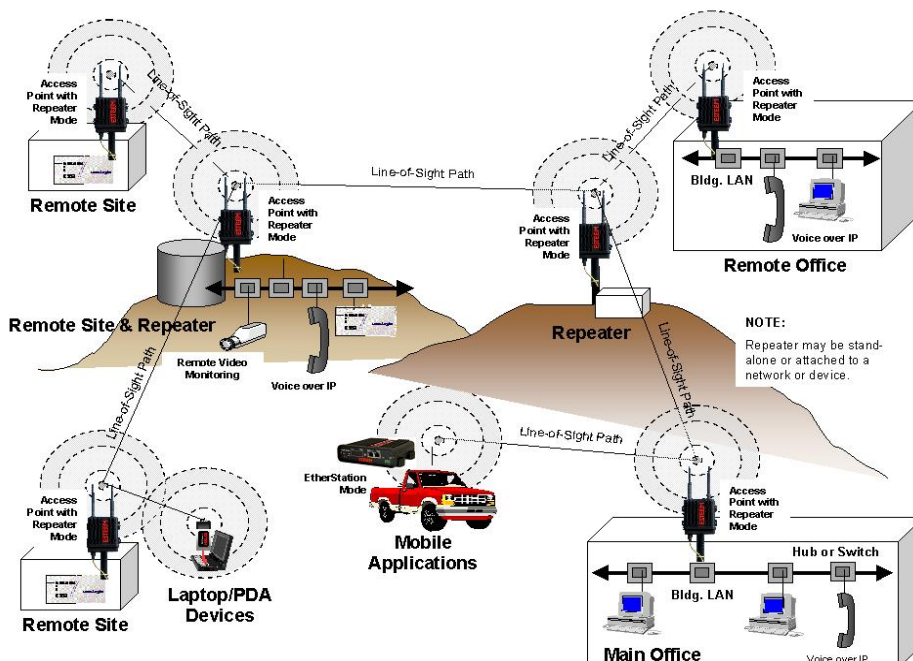 Access
Point with
Repeater
Mode
Line-of-Sight Path
Remote Site
Access
Point with
Repeater
Mode
Line-of-Sight Path
Remote Site & Repeater
Remote Video
Monitoring
Voice over IP
Line-of-Sight Path
Access
Point with
Repeater
Mode
Repeater
Line-of-Sight Path
ESTEEM
Access
Point with
Repeater
Mode
Bldg. LAN
Voice over IP
Remote Office
NOTE:
Repeater may be stand-
alone or attached to a
network or device.
Line-of-Sight Path
Access
Point with
Repeater
Mode
Remote Site
Laptop/PDA
Devices
EtherStation
Mode
Line-of-Sight Path
Mobile
Applications
Access
Point with
Repeater
Mode
Hub or Switch
Bldg. LAN
Voice over IP
Main Office